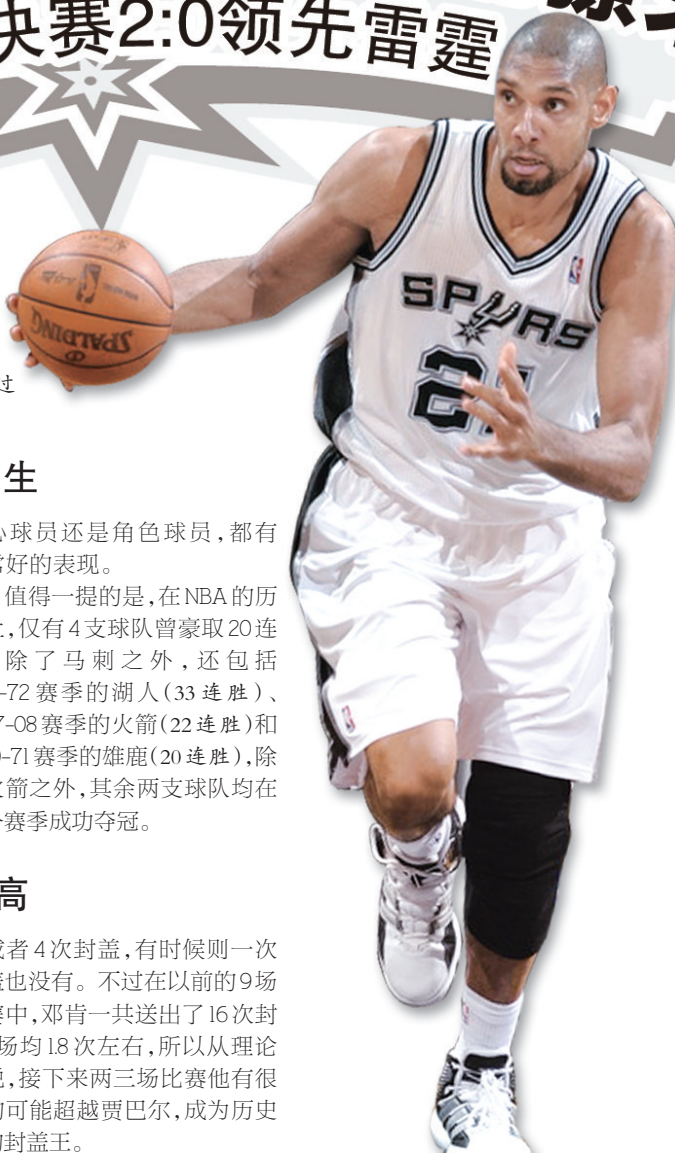 决赛2:0领先雷霆
SPALDING
SPURS
21
过
生
球员还是角色球员,都有
好的表现。
值得一提的是,在NBA的历
,仅有4支球队曾豪取20连
除了马刺之外,还包括
-72赛季的湖人(33连胜)、
7-08赛季的火箭(22连胜)和
-71赛季的雄鹿(20连胜),除
箭之外,其余两支球队均在
赛季成功夺冠。
高
或者4次封盖,有时候则一次
盖也没有。不过在以前的9场
赛中,邓肯一共送出了16次封
场均1.8次左右,所以从理论
说,接下来两三场比赛他有很
的可能超越贾巴尔,成为历史
的封盖王。